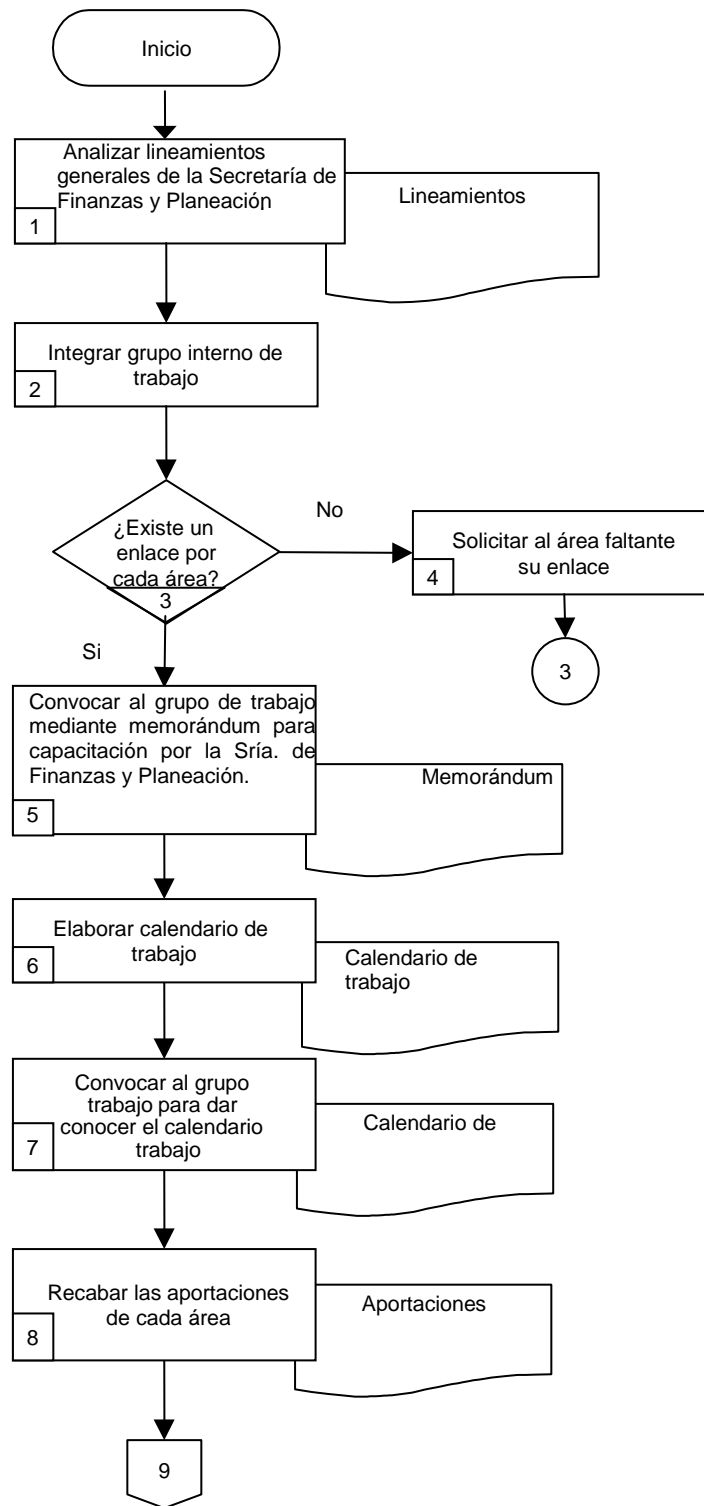 Inicio
Analizar lineamientos
generales de la Secretaría de
Finanzas y Planeación
1
Lineamientos
Integrar grupo interno de
trabajo
2
¿Existe un
enlace por
cada área?
3
No
Solicitar al área faltante
su enlace
4
3
Si
Convocar al grupo de trabajo
mediante memorándum para
capacitación por la Sría. de
Finanzas y Planeación.
5
Memorándum
Elaborar calendario de
trabajo
6
Calendario de
trabajo
Convocar al grupo
trabajo para dar
conocer el calendario
trabajo
7
Calendario de
Recabar las aportaciones
de cada área
8
Aportaciones
9